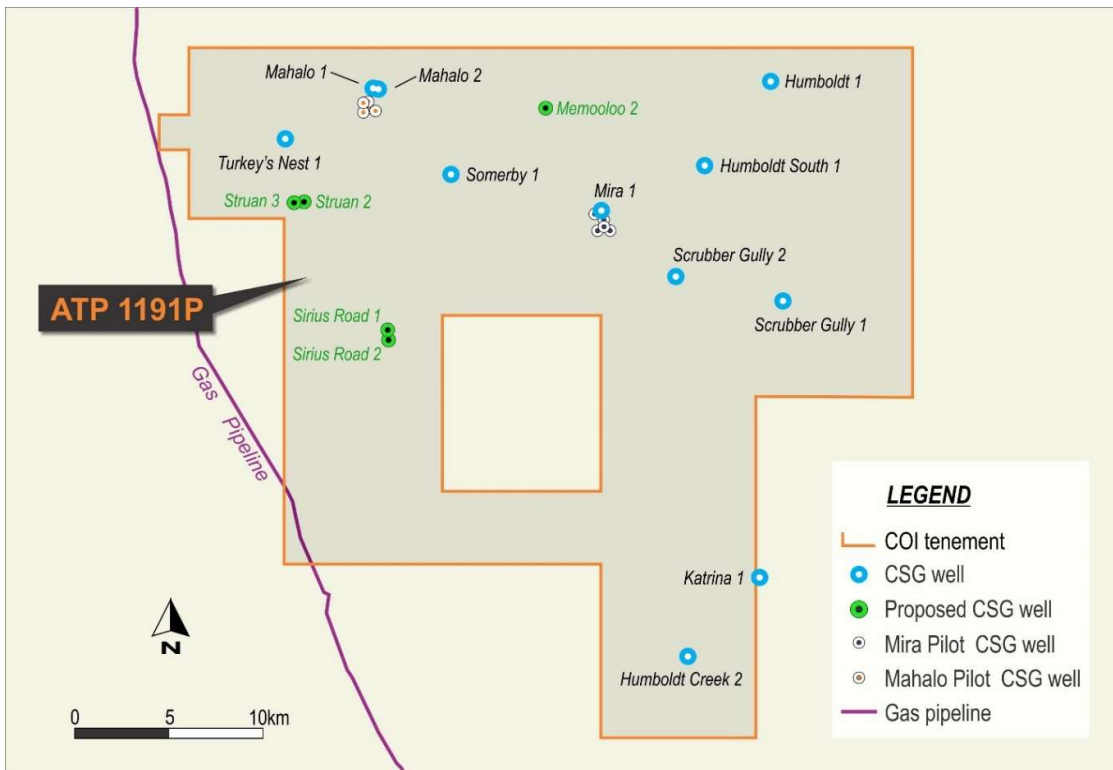 Mahalo 1
Mahalo 2
Humboldt 1
Memooloo 2
Turkey's Nest 1
Somerby 1
Humboldt South 1
Struan 3
Struan 2
Mira 1
Scrubber Gully 2
ATP 1191P
Sirius Road 1
Scrubber Gully 1
Sirius Road 2
Gas Pipeline
LEGEND
COI tenement
CSG well
Katrina 1
Proposed CSG well
Mira Pilot CSG well
Humboldt Creek 2
Mahalo Pilot CSG well
Gas pipeline
N
0 5 10km